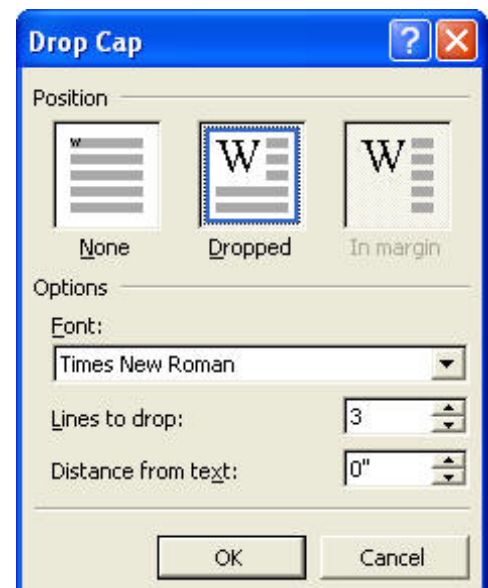 Drop Cap
Position
W W W
None Dropped In margin
Options
Font:
Times New Roman
Lines to drop: 3
Distance from text: 0"
OK Cancel